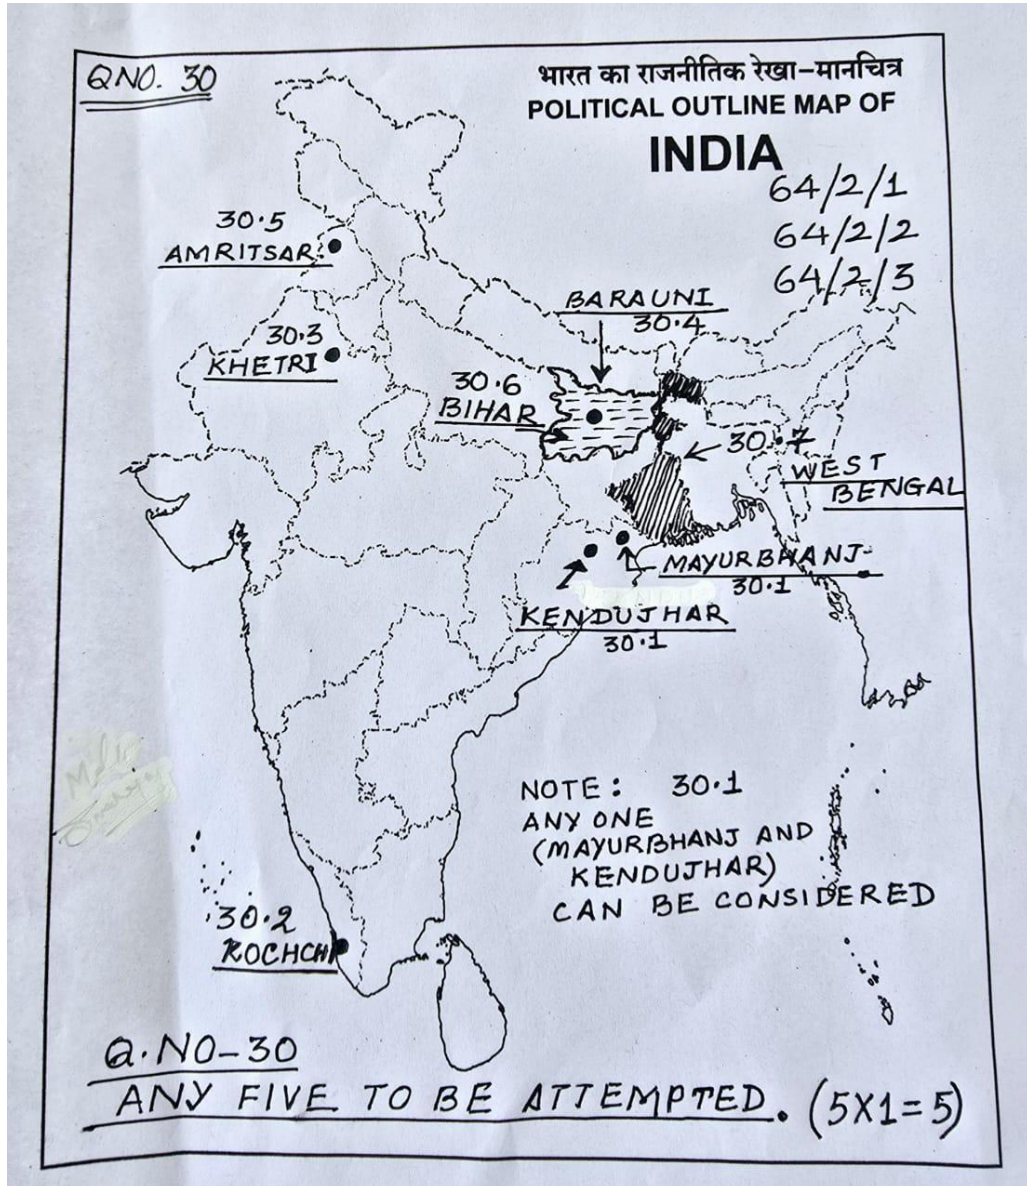 QNO. 30
भारत का राजनीतिक रेखा-मानचित्र
POLITICAL OUTLINE MAP OF
INDIA
64/2/1
64/2/2
64/2/3
30.5
AMRITSAR
BARAUNI
30.4
30.3
KHETRI
30.6
BIHAR
30.7
WEST
BENGAL
MAYURBHANJ
30.1
KENDUJHAR
30.1
NOTE: 30.1
ANY ONE
(MAYURBHANJ AND
KENDUJHAR)
CAN BE CONSIDERED
30.2
KOCHCHI
Q.NO-30
ANY FIVE TO BE ATTEMPTED. (5X1=5)